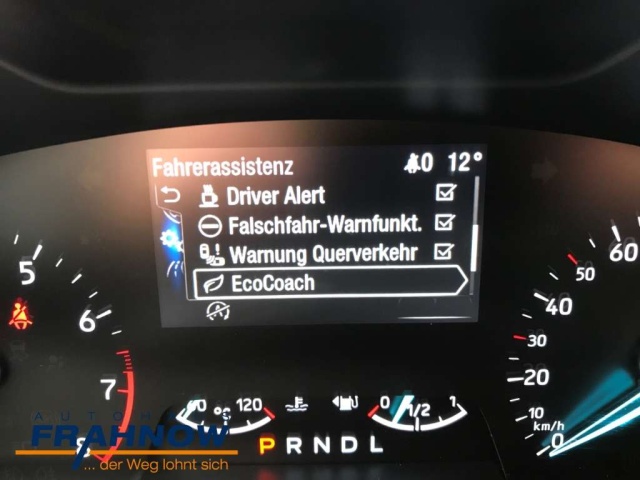 Fahrerassistenz 0 12°
Driver Alert
Falschfahr-Warnfunkt.
Warnung Querverkehr
EcoCoach
5
6
7
8
°C 120
0 1/2 1
P R N D L
60
50
40
30
20
10
km/h
0
FRAHNOW
... der Weg lohnt sich